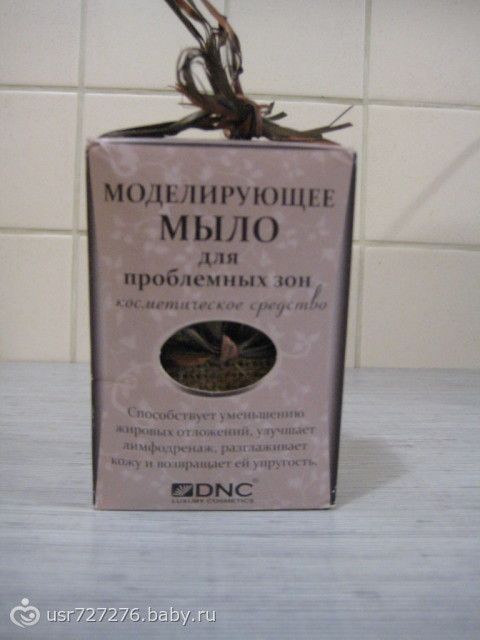 МОДЕЛИРУЮЩЕЕ
МЫЛО
для
проблемных зон
косметическое средство
Способствует уменьшению
жировых отложений, улучшает
лимфодренаж, разглаживает
кожу и возвращает ей упругость.
DNC®
LUXURY COSMETICS
usr727276.baby.ru